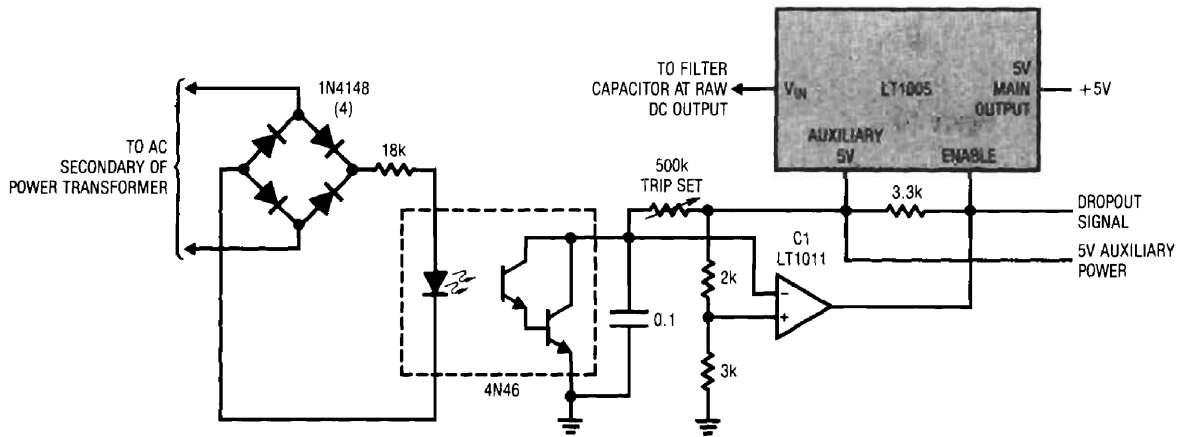 TO AC
SECONDARY OF
POWER TRANSFORMER
1N4148
(4)
18k
4N46
0.1
500k
TRIP SET
2k
3k
C1
LT1011
−
+
TO FILTER
CAPACITOR AT RAW
DC OUTPUT
VIN
LT1005
5V
MAIN
OUTPUT
+5V
AUXILIARY
5V
ENABLE
3.3k
DROPOUT
SIGNAL
5V AUXILIARY
POWER